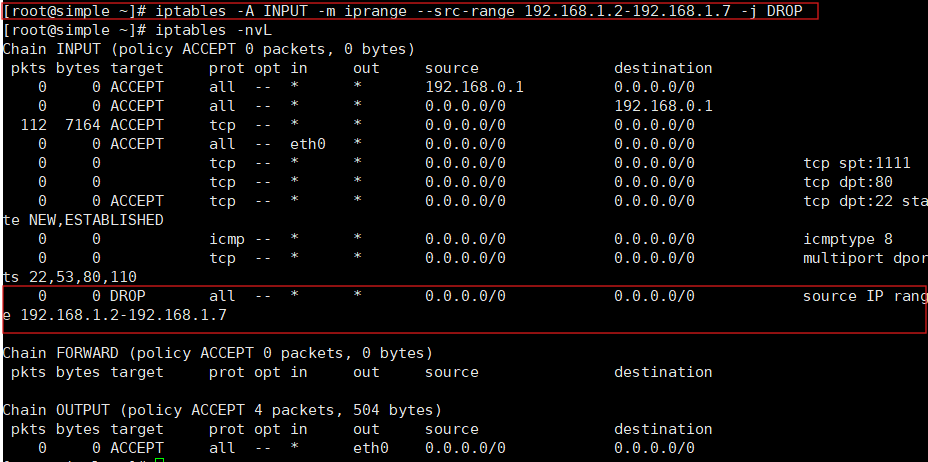 [root@simple ~]# iptables -A INPUT -m iprange --src-range 192.168.1.2-192.168.1.7 -j DROP
[root@simple ~]# iptables -nvL
Chain INPUT (policy ACCEPT 0 packets, 0 bytes)
 pkts bytes target     prot opt in     out     source               destination
    0     0 ACCEPT     all  --  *      *       192.168.0.1          0.0.0.0/0
    0     0 ACCEPT     all  --  *      *       0.0.0.0/0            192.168.0.1
  112  7164 ACCEPT     tcp  --  *      *       0.0.0.0/0            0.0.0.0/0
    0     0 ACCEPT     all  --  eth0   *       0.0.0.0/0            0.0.0.0/0
    0     0            tcp  --  *      *       0.0.0.0/0            0.0.0.0/0            tcp spt:1111
    0     0            tcp  --  *      *       0.0.0.0/0            0.0.0.0/0            tcp dpt:80
    0     0 ACCEPT     tcp  --  *      *       0.0.0.0/0            0.0.0.0/0            tcp dpt:22 sta
te NEW,ESTABLISHED
    0     0            icmp --  *      *       0.0.0.0/0            0.0.0.0/0            icmptype 8
    0     0            tcp  --  *      *       0.0.0.0/0            0.0.0.0/0            multiport dpor
ts 22,53,80,110
    0     0 DROP       all  --  *      *       0.0.0.0/0            0.0.0.0/0            source IP rang
e 192.168.1.2-192.168.1.7
Chain FORWARD (policy ACCEPT 0 packets, 0 bytes)
 pkts bytes target     prot opt in     out     source               destination
Chain OUTPUT (policy ACCEPT 4 packets, 504 bytes)
 pkts bytes target     prot opt in     out     source               destination
    0     0 ACCEPT     all  --  *      eth0    0.0.0.0/0            0.0.0.0/0